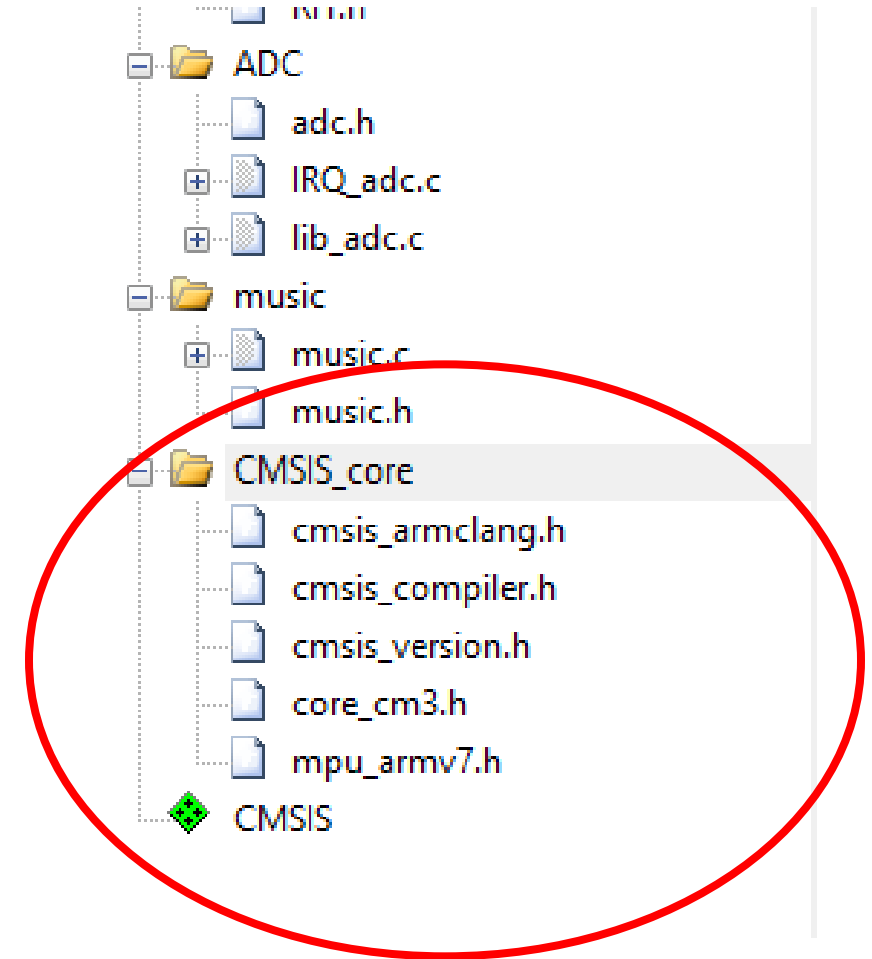 ADC
adc.h
IRQ_adc.c
lib_adc.c
music
music.c
music.h
CMSIS_core
cmsis_armclang.h
cmsis_compiler.h
cmsis_version.h
core_cm3.h
mpu_armv7.h
CMSIS